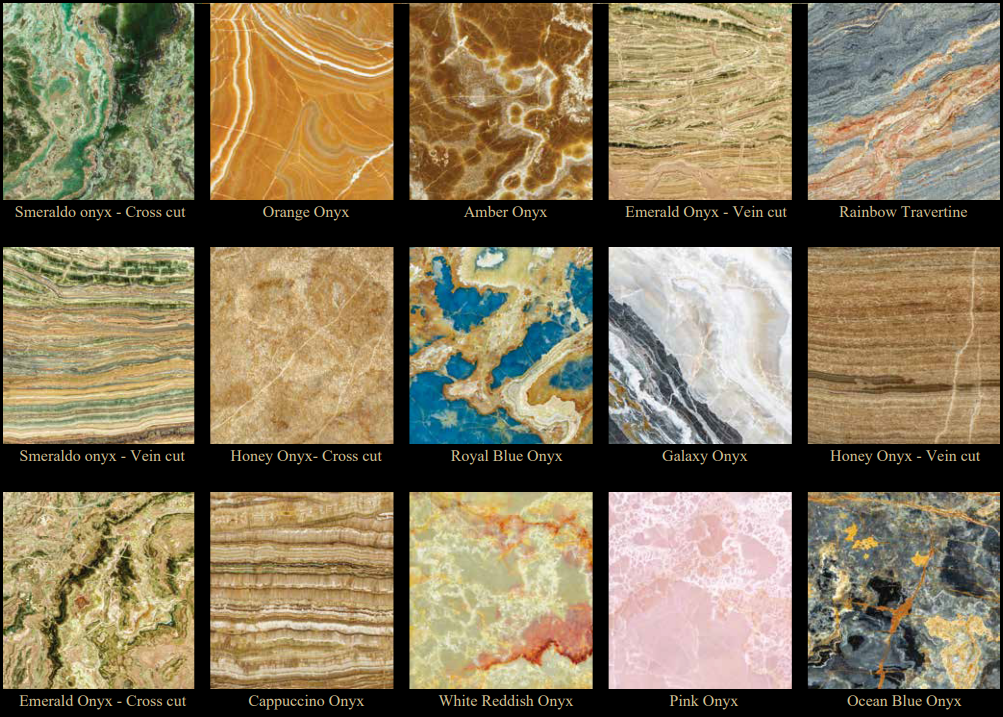 Smeraldo onyx - Cross cut
Orange Onyx
Amber Onyx
Emerald Onyx - Vein cut
Rainbow Travertine
Smeraldo onyx - Vein cut
Honey Onyx- Cross cut
Royal Blue Onyx
Galaxy Onyx
Honey Onyx - Vein cut
Emerald Onyx - Cross cut
Cappuccino Onyx
White Reddish Onyx
Pink Onyx
Ocean Blue Onyx